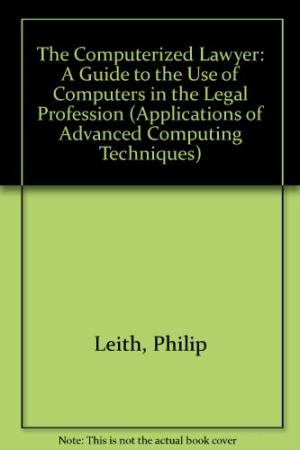 The Computerized Lawyer:
A Guide to the Use of
Computers in the Legal
Profession (Applications of
Advanced Computing
Techniques)
Leith, Philip
Note: This is not the actual book cover